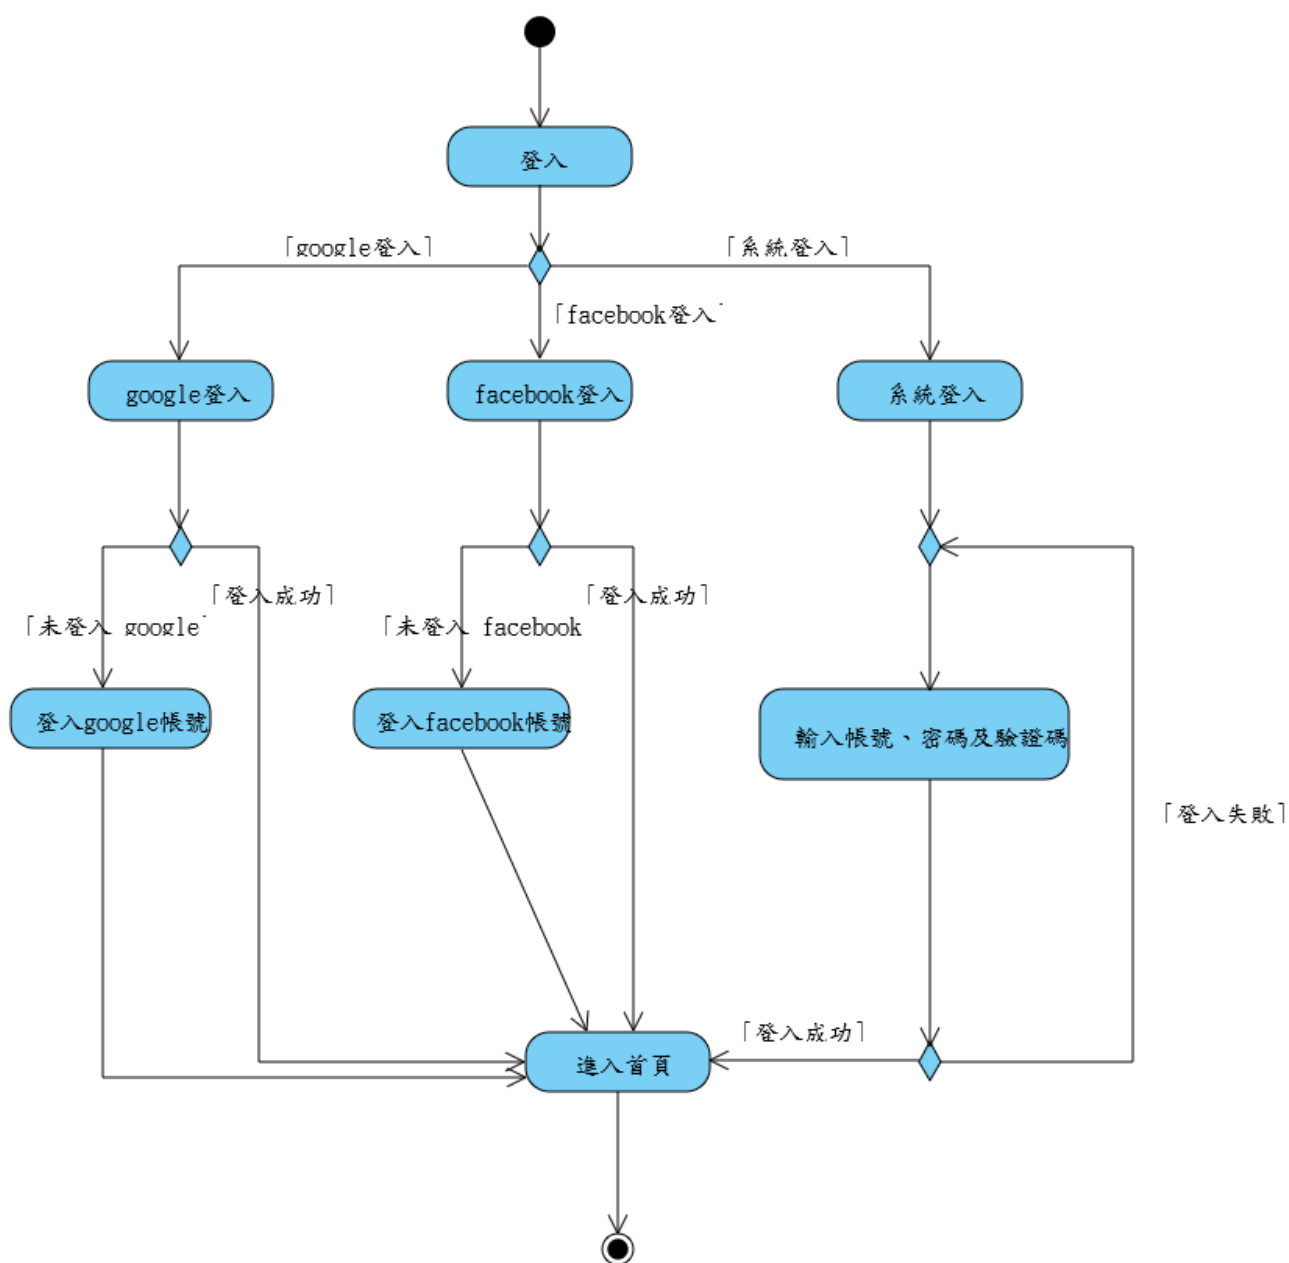 登入
「google登入」
「系統登入」
「facebook登入
google登入
facebook登入
系統登入
「登入成功」
「登入成功」
「未登入 google
「未登入 facebook
登入google帳號
登入facebook帳號
輸入帳號、密碼及驗證碼
「登入失敗」
「登入成功」
進入首頁